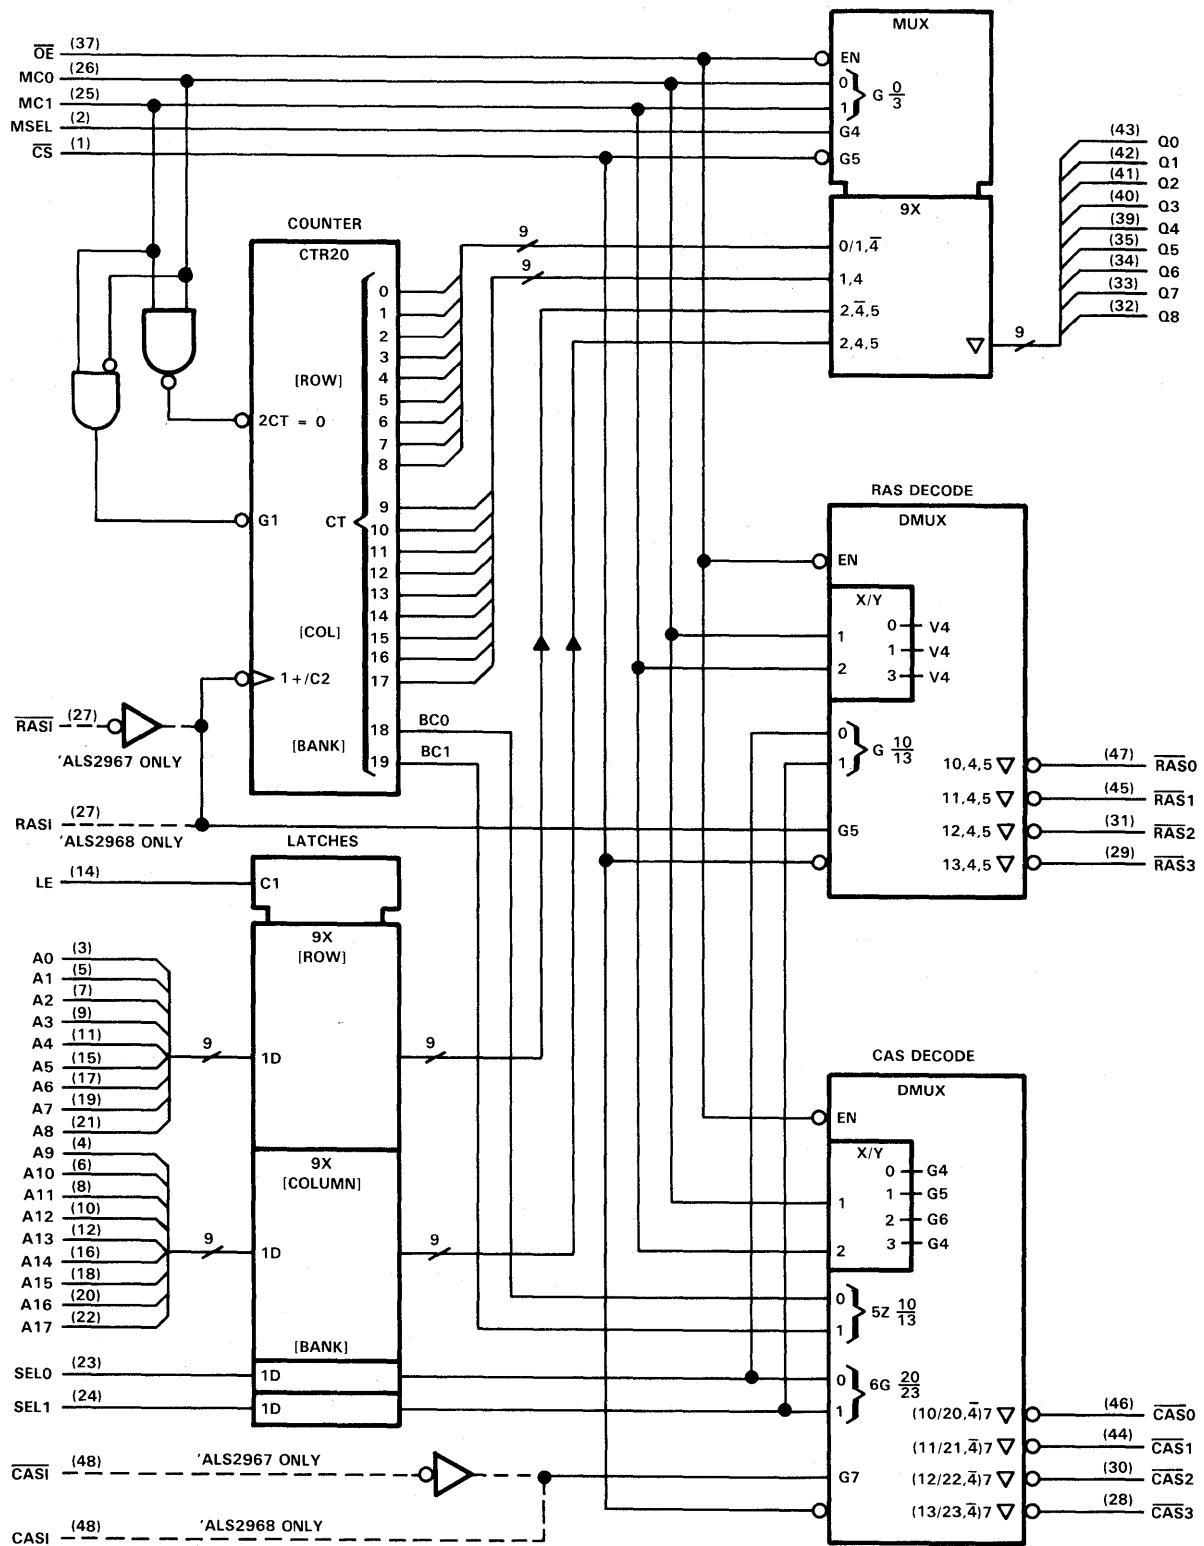 OE (37)
MC0 (26)
MC1 (25)
MSEL (2)
CS (1)
MUX
EN
0
1
G 0/3
G4
G5
9X
0/1,4̅
1,4
2,4̅,5
2,4,5
▽
9
9
9
(43) Q0
(42) Q1
(41) Q2
(40) Q3
(39) Q4
(35) Q5
(34) Q6
(33) Q7
(32) Q8
COUNTER
CTR20
0
1
2
3
[ROW] 4
5
2CT = 0 6
7
8
9
G1 CT 10
11
12
13
14
[COL] 15
16
1+/C2 17
18 BC0
[BANK]
19 BC1
R̅A̅S̅I̅ (27)
'ALS2967 ONLY
RASI (27)
'ALS2968 ONLY
RAS DECODE
DMUX
EN
X/Y
0 V4
1 1 V4
2 3 V4
0
1
G 10/13
G5
10,4,5 ▽ (47) R̅A̅S̅0̅
11,4,5 ▽ (45) R̅A̅S̅1̅
12,4,5 ▽ (31) R̅A̅S̅2̅
13,4,5 ▽ (29) R̅A̅S̅3̅
LATCHES
LE (14) C1
9X
[ROW]
A0 (3)
A1 (5)
A2 (7)
A3 (9)
A4 (11)
A5 (15)
A6 (17)
A7 (19)
A8 (21)
9 1D 9
A9 (4)
A10 (6)
A11 (8)
A12 (10)
A13 (12)
A14 (16)
A15 (18)
A16 (20)
A17 (22)
9X
[COLUMN]
9 1D 9
[BANK]
SEL0 (23) 1D
SEL1 (24) 1D
C̅A̅S̅I̅ (48) 'ALS2967 ONLY
CASI (48) 'ALS2968 ONLY
CAS DECODE
DMUX
EN
X/Y
0 G4
1 1 G5
2 G6
2 3 G4
0
1
5Z 10/13
0
1
6G 20/23
G7
(10/20,4̅)7 ▽ (46) C̅A̅S̅0̅
(11/21,4̅)7 ▽ (44) C̅A̅S̅1̅
(12/22,4̅)7 ▽ (30) C̅A̅S̅2̅
(13/23,4̅)7 ▽ (28) C̅A̅S̅3̅